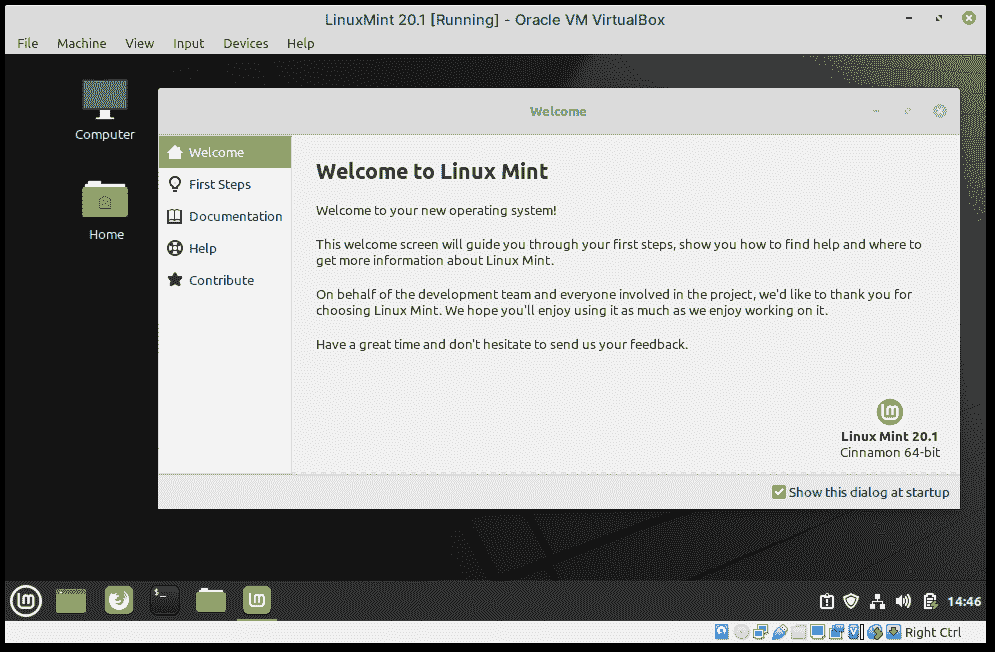 LinuxMint 20.1 [Running] - Oracle VM VirtualBox
File Machine View Input Devices Help
Computer
Home
Welcome
Welcome
First Steps
Documentation
Help
Contribute
Welcome to Linux Mint
Welcome to your new operating system!
This welcome screen will guide you through your first steps, show you how to find help and where to
get more information about Linux Mint.
On behalf of the development team and everyone involved in the project, we'd like to thank you for
choosing Linux Mint. We hope you'll enjoy using it as much as we enjoy working on it.
Have a great time and don't hesitate to send us your feedback.
Linux Mint 20.1
Cinnamon 64-bit
Show this dialog at startup
14:46
Right Ctrl